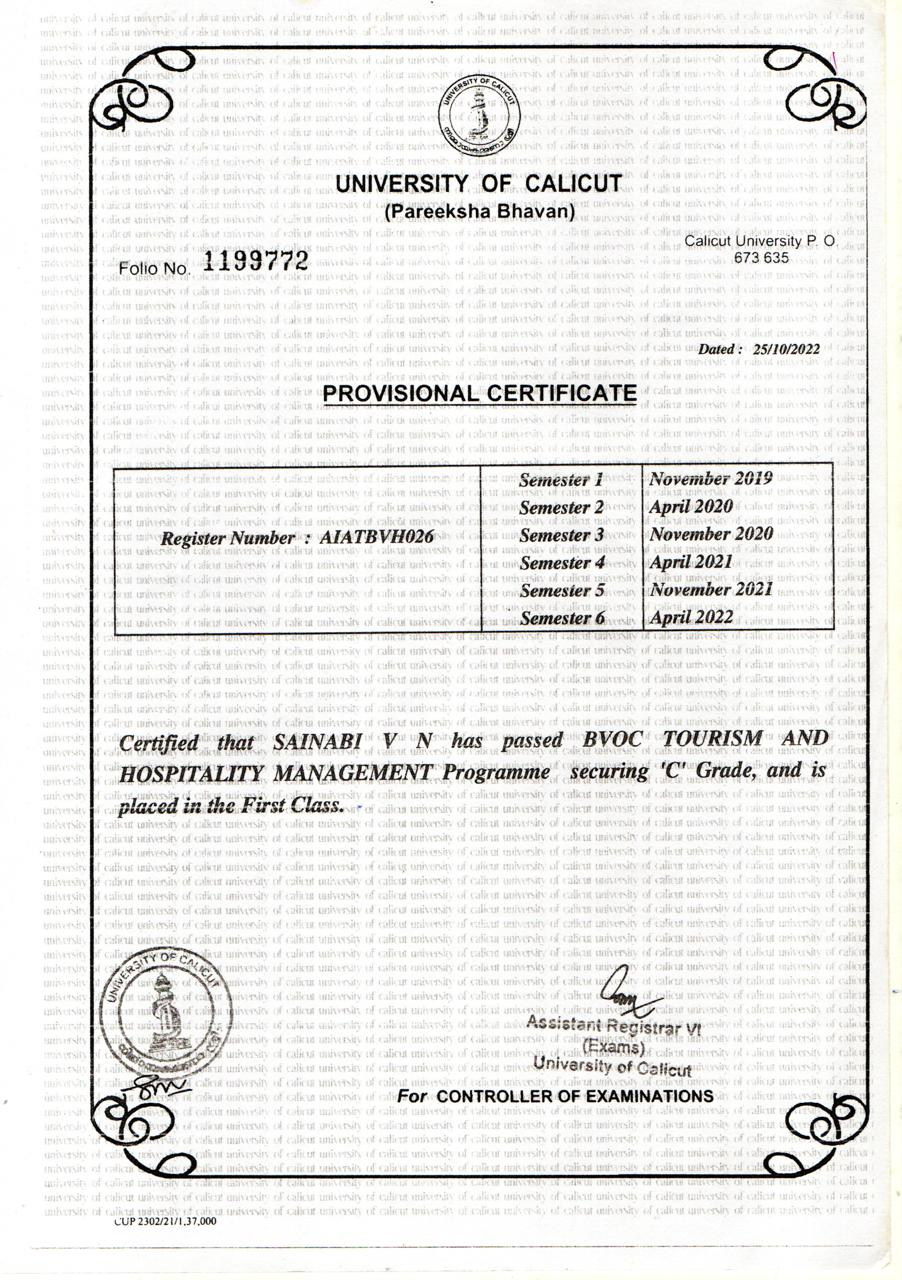 UNIVERSITY OF CALICUT
UNIVERSITY OF CALICUT
(Pareeksha Bhavan)
Calicut University P. O.
673 635
Folio No. 1199772
Dated : 25/10/2022
PROVISIONAL CERTIFICATE
Register Number : AIATBVH026
Semester 1 November 2019
Semester 2 April 2020
Semester 3 November 2020
Semester 4 April 2021
Semester 5 November 2021
Semester 6 April 2022
Certified that SAINABI V N has passed BVOC TOURISM AND
HOSPITALITY MANAGEMENT Programme securing 'C' Grade, and is
placed in the First Class.
UNIVERSITY OF CALICUT
Assistant Registrar VI
(Exams)
University of Calicut
For CONTROLLER OF EXAMINATIONS
CUP 2302/21/1,37,000